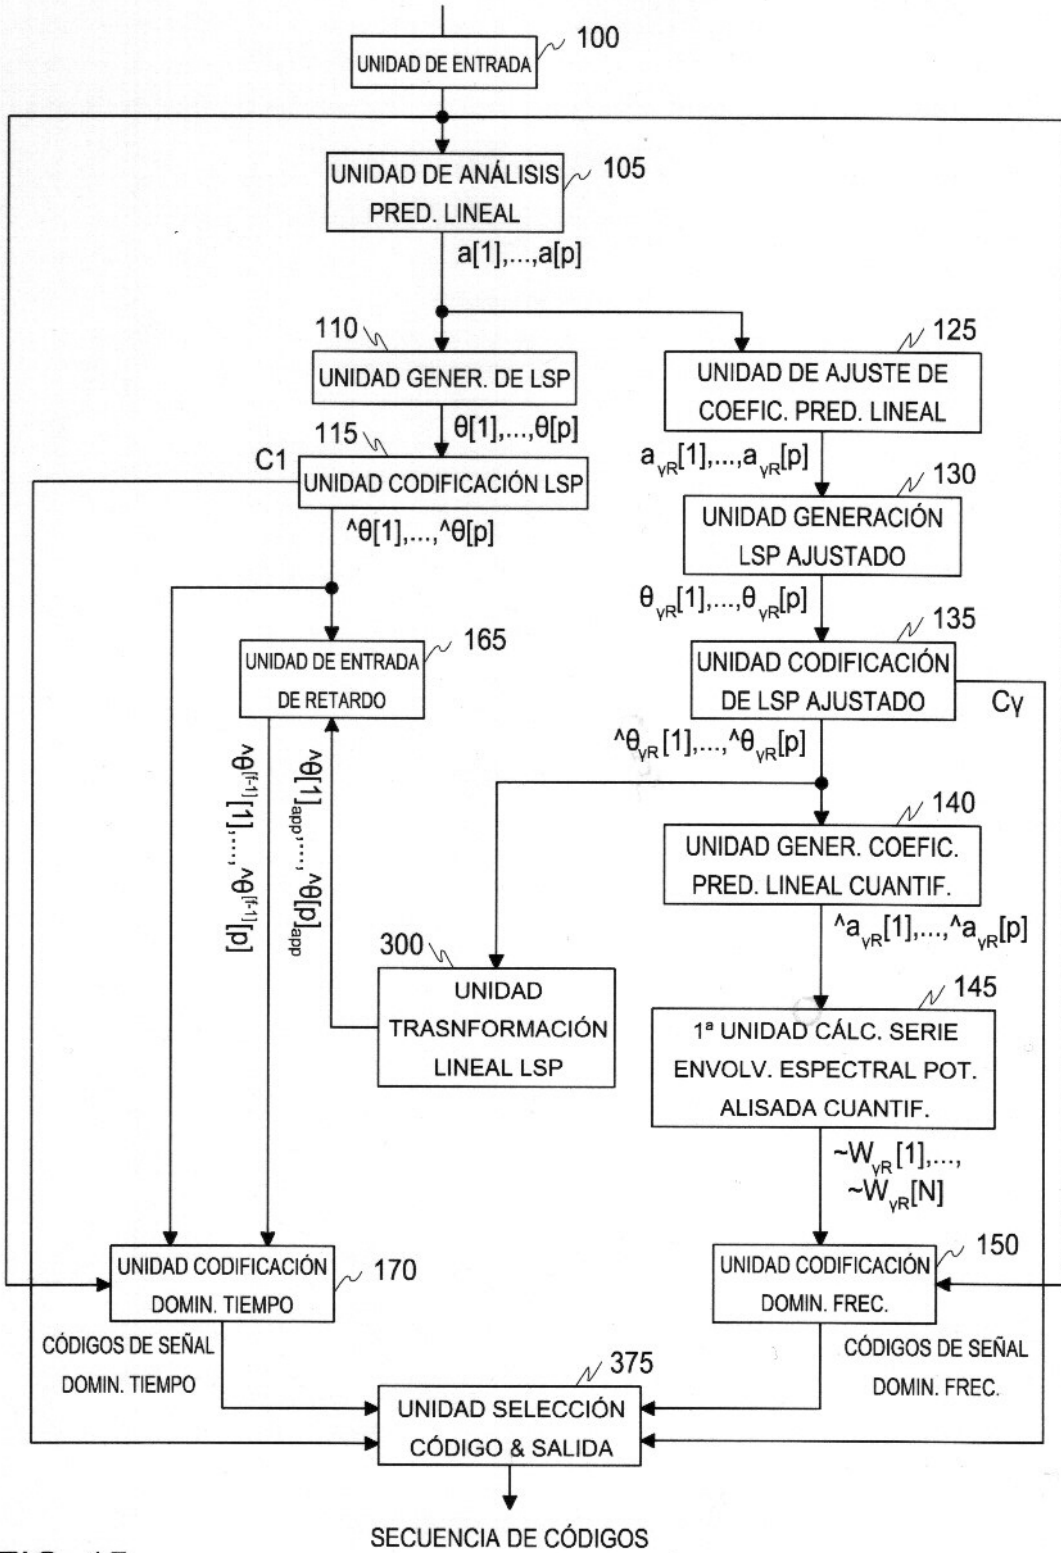 UNIDAD DE ENTRADA
100
UNIDAD DE ANÁLISIS
PRED. LINEAL
105
a[1],...,a[p]
110
UNIDAD GENER. DE LSP
125
UNIDAD DE AJUSTE DE
COEFIC. PRED. LINEAL
θ[1],...,θ[p]
115
C1
UNIDAD CODIFICACIÓN LSP
^θ[1],...,^θ[p]
a_γR[1],...,a_γR[p]
130
UNIDAD GENERACIÓN
LSP AJUSTADO
θ_γR[1],...,θ_γR[p]
135
UNIDAD CODIFICACIÓN
DE LSP AJUSTADO
Cγ
165
UNIDAD DE ENTRADA
DE RETARDO
^θ_γR[1],...,^θ_γR[p]
^θ^[f-1][1],...,^θ^[f-1][p]
^θ[1]_app,...,^θ[p]_app
140
UNIDAD GENER. COEFIC.
PRED. LINEAL CUANTIF.
^a_γR[1],...,^a_γR[p]
300
UNIDAD
TRASNFORMACIÓN
LINEAL LSP
145
1ª UNIDAD CÁLC. SERIE
ENVOLV. ESPECTRAL POT.
ALISADA CUANTIF.
~W_γR[1],...,
~W_γR[N]
UNIDAD CODIFICACIÓN
DOMIN. TIEMPO
170
150
UNIDAD CODIFICACIÓN
DOMIN. FREC.
CÓDIGOS DE SEÑAL
DOMIN. TIEMPO
CÓDIGOS DE SEÑAL
DOMIN. FREC.
375
UNIDAD SELECCIÓN
CÓDIGO & SALIDA
SECUENCIA DE CÓDIGOS